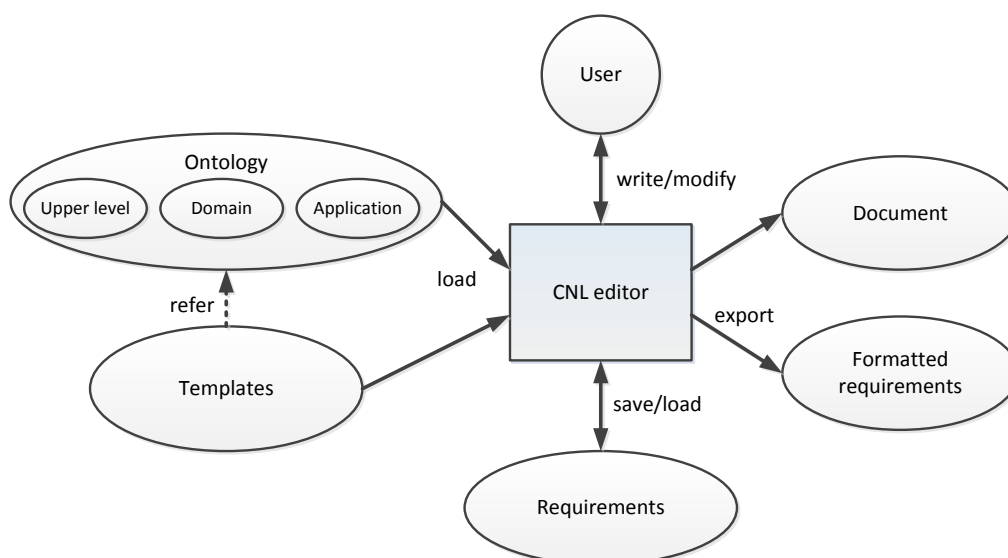 User
Ontology
Upper level
Domain
Application
write/modify
Document
load
CNL editor
refer
export
Templates
Formatted
requirements
save/load
Requirements